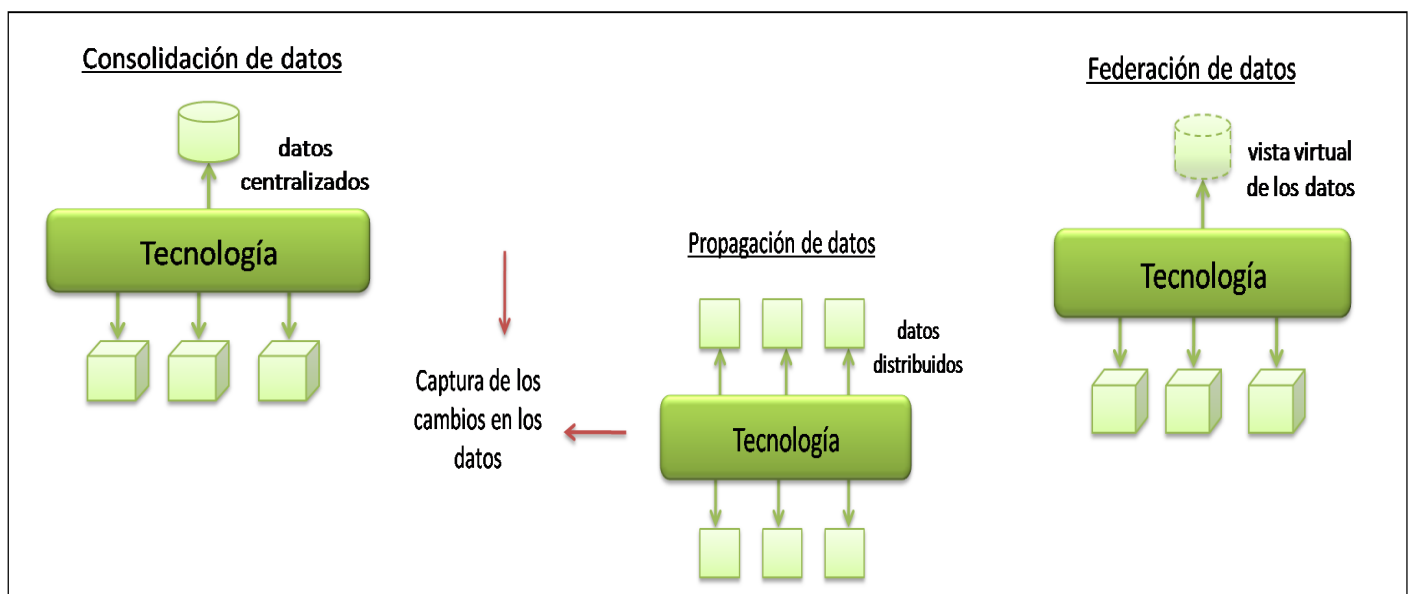 Consolidación de datos
datos
centralizados
Tecnología
Captura de los
cambios en los
datos
Propagación de datos
datos
distribuidos
Tecnología
Federación de datos
vista virtual
de los datos
Tecnología